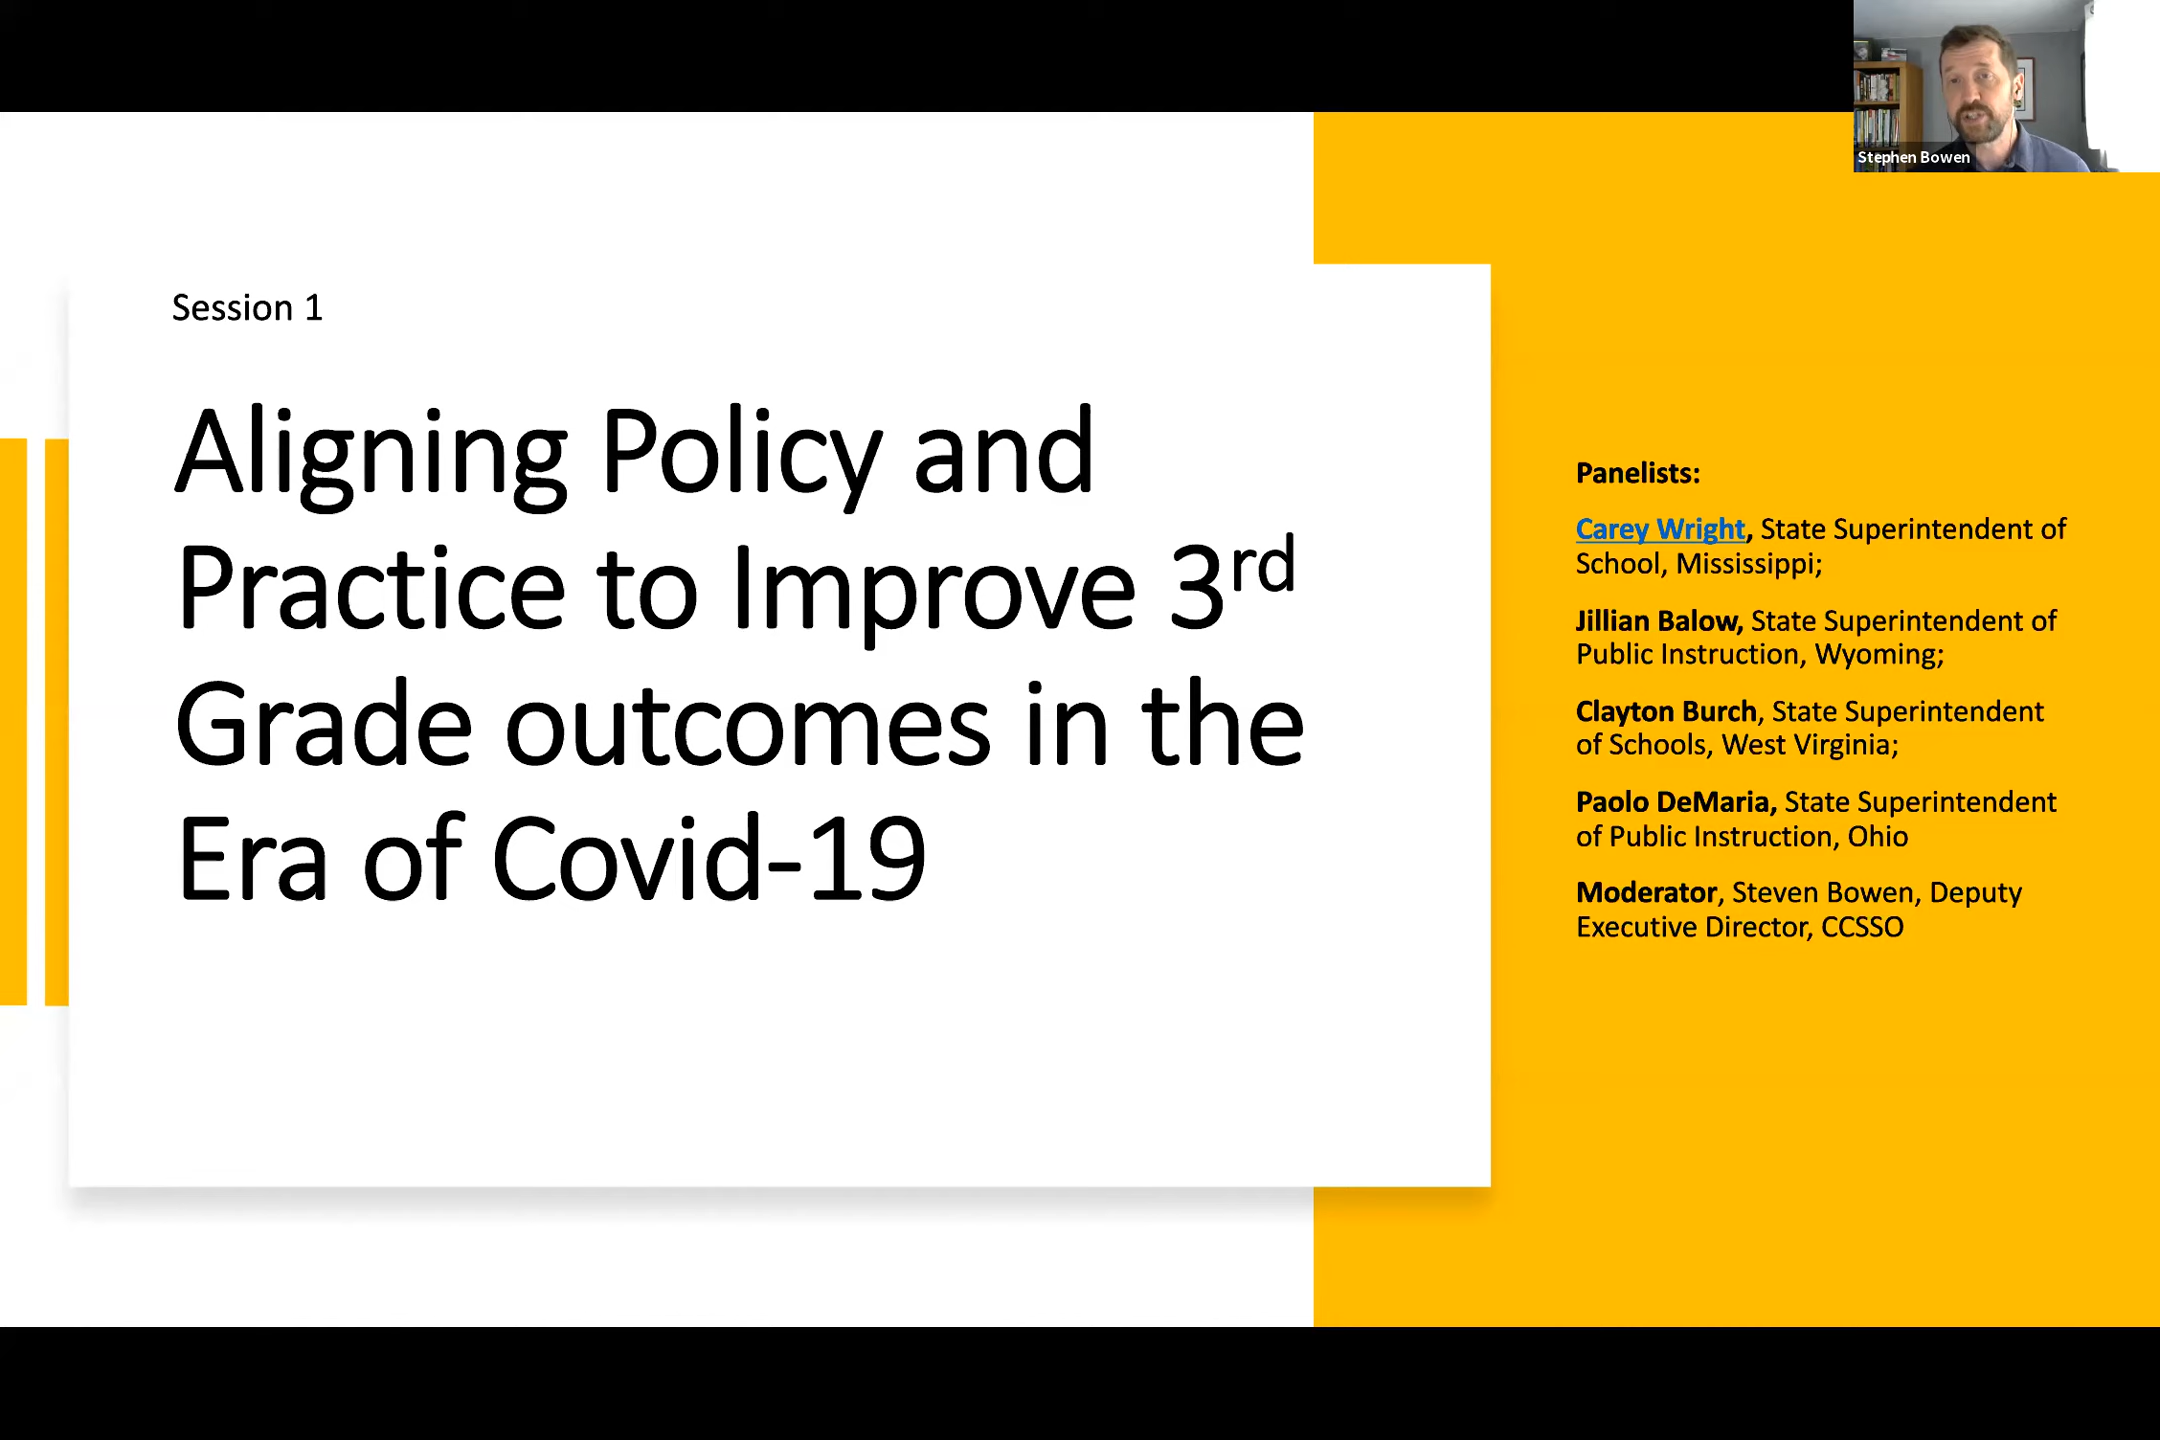 Stephen Bowen
Session 1
Aligning Policy and
Practice to Improve 3rd
Grade outcomes in the
Era of Covid-19
Panelists:
Carey Wright, State Superintendent of
School, Mississippi;
Jillian Balow, State Superintendent of
Public Instruction, Wyoming;
Clayton Burch, State Superintendent
of Schools, West Virginia;
Paolo DeMaria, State Superintendent
of Public Instruction, Ohio
Moderator, Steven Bowen, Deputy
Executive Director, CCSSO